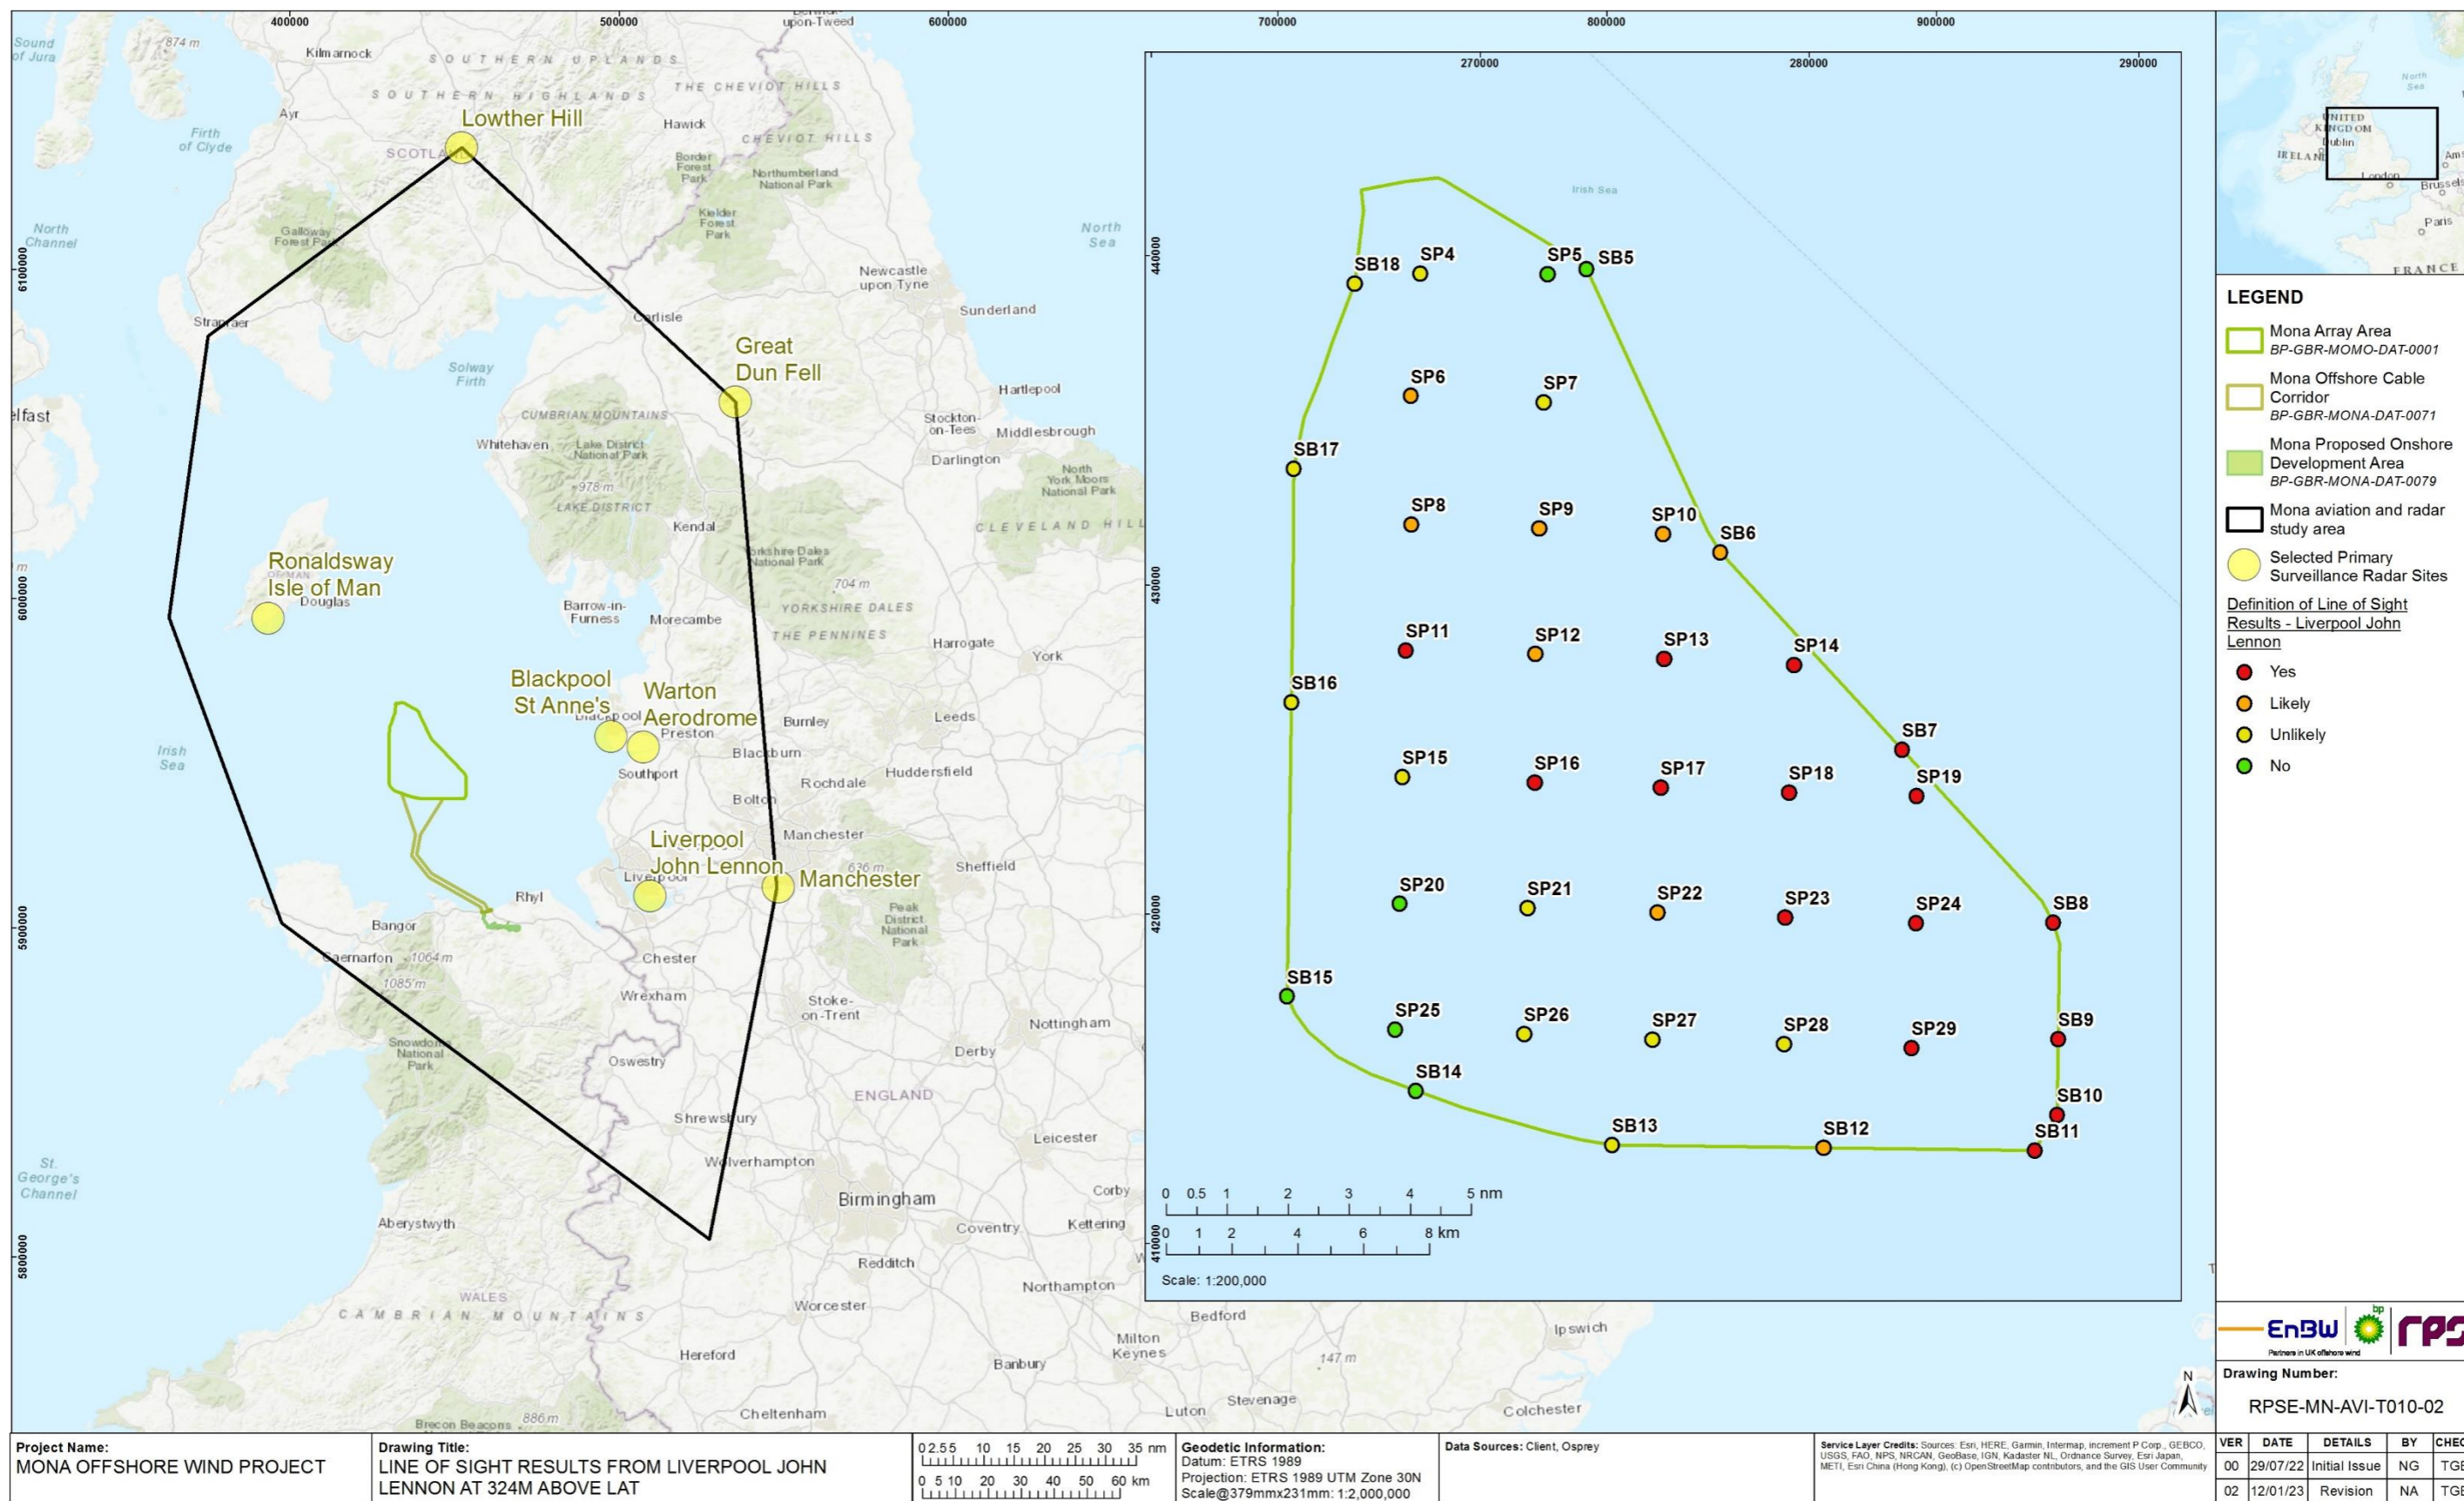 400000
500000
600000
700000
800000
900000
6100000
6000000
5900000
5800000
upon-Tweed
Sound
of Jura
874 m
Kilmarnock
SOUTHERN UPLANDS
SOUTHERN HIGHLANDS
THE CHEVIOT HILLS
Ayr
Lowther Hill
Hawick
CHEVIOT HILLS
Firth
of Clyde
Border
Forest
Park
Northumberland
National Park
Kielder
Forest
Park
North
Channel
Galloway
Forest Park
North
Sea
Newcastle
upon Tyne
Sunderland
Stranraer
Carlisle
Great
Dun Fell
Solway
Firth
Hartlepool
elfast
CUMBRIAN MOUNTAINS
Stockton-
on-Tees
Middlesbrough
Whitehaven
Lake District
National Park
Darlington
978 m
North
York Moors
National Park
LAKE DISTRICT
Kendal
CLEVELAND HILL
Yorkshire Dales
National Park
Ronaldsway
Isle of Man
OF MAN
Douglas
m
704 m
Barrow-in-
Furness
Morecambe
YORKSHIRE DALES
THE PENNINES
Harrogate
York
Blackpool
St Anne's
Warton
Aerodrome
Blackpool
Preston
Burnley
Leeds
Irish
Sea
Blackburn
Southport
Huddersfield
Rochdale
Bolton
Manchester
Liverpool
John Lennon
Manchester
636 m
Sheffield
Liverpool
Rhyl
Peak
District
National
Park
Bangor
Caernarfon
1064 m
Chester
1085 m
Wrexham
Stoke-
on-Trent
Nottingham
Snowdonia
National
Park
Derby
Oswestry
ENGLAND
Shrewsbury
Leicester
St.
George's
Channel
Wolverhampton
Birmingham
Corby
Aberystwyth
Coventry
Kettering
Redditch
Northampton
WALES
CAMBRIAN MOUNTAINS
Worcester
Bedford
Ipswich
Milton
Keynes
Hereford
Banbury
147 m
Stevenage
Brecon Beacons
886 m
Cheltenham
Luton
Colchester
N
270000
280000
290000
440000
430000
420000
410000
Irish Sea
SB18
SP4
SP5
SB5
SP6
SP7
SB17
SP8
SP9
SP10
SB6
SP11
SP12
SP13
SP14
SB16
SB7
SP15
SP16
SP17
SP18
SP19
SP20
SP21
SP22
SP23
SP24
SB8
SB15
SP25
SP26
SP27
SP28
SP29
SB9
SB14
SB10
SB13
SB12
SB11
0 0.5 1 2 3 4 5 nm
0 1 2 4 6 8 km
Scale: 1:200,000
North
Sea
UNITED
KINGDOM
Dublin
IRELAND
London
Brussels
Paris
FRANCE
LEGEND
Mona Array Area
BP-GBR-MOMO-DAT-0001
Mona Offshore Cable
Corridor
BP-GBR-MONA-DAT-0071
Mona Proposed Onshore
Development Area
BP-GBR-MONA-DAT-0079
Mona aviation and radar
study area
Selected Primary
Surveillance Radar Sites
Definition of Line of Sight
Results - Liverpool John
Lennon
Yes
Likely
Unlikely
No
EnBW
bp
rps
Partners in UK offshore wind
Drawing Number:
RPSE-MN-AVI-T010-02
VER DATE DETAILS BY CHEC
00 29/07/22 Initial Issue NG TGE
02 12/01/23 Revision NA TGE
Project Name:
MONA OFFSHORE WIND PROJECT
Drawing Title:
LINE OF SIGHT RESULTS FROM LIVERPOOL JOHN
LENNON AT 324M ABOVE LAT
0 2.5 5 10 15 20 25 30 35 nm
0 5 10 20 30 40 50 60 km
Geodetic Information:
Datum: ETRS 1989
Projection: ETRS 1989 UTM Zone 30N
Scale@379mmx231mm: 1:2,000,000
Data Sources: Client, Osprey
Service Layer Credits: Sources: Esri, HERE, Garmin, Intermap, increment P Corp., GEBCO,
USGS, FAO, NPS, NRCAN, GeoBase, IGN, Kadaster NL, Ordnance Survey, Esri Japan,
METI, Esri China (Hong Kong), (c) OpenStreetMap contributors, and the GIS User Community